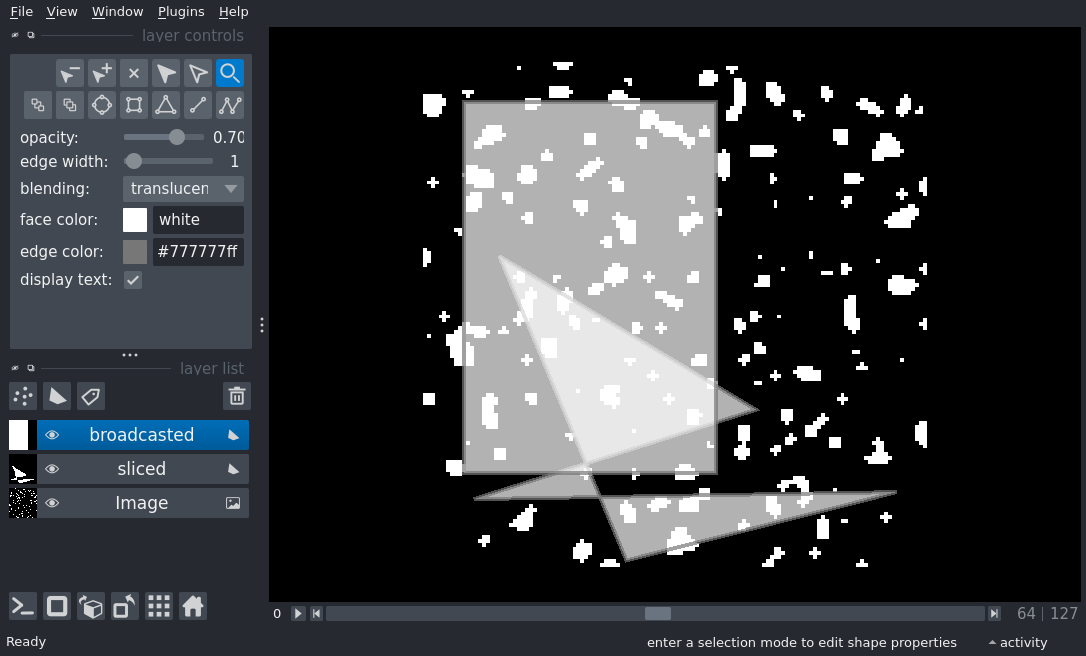 File View Window Plugins Help
layer controls
opacity: 0.70
edge width: 1
blending: translucen
face color: white
edge color: #777777ff
display text:
layer list
broadcasted
sliced
Image
0 64 | 127
Ready enter a selection mode to edit shape properties activity